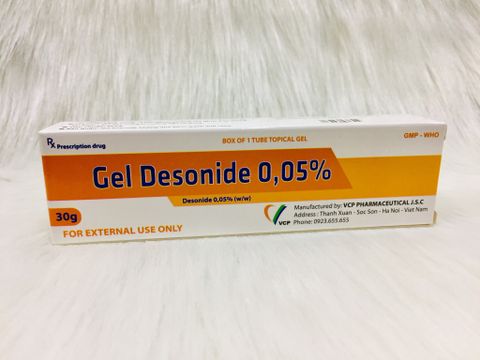 Rx Prescription drug
BOX OF 1 TUBE TOPICAL GEL
GMP - WHO
Gel Desonide 0,05%
Desonide 0,05% (w/w)
30g
FOR EXTERNAL USE ONLY
VCP
Manufactured by: VCP PHARMACEUTICAL J.S.C
Address : Thanh Xuan - Soc Son - Ha Noi - Viet Nam
Phone: 0923.655.655